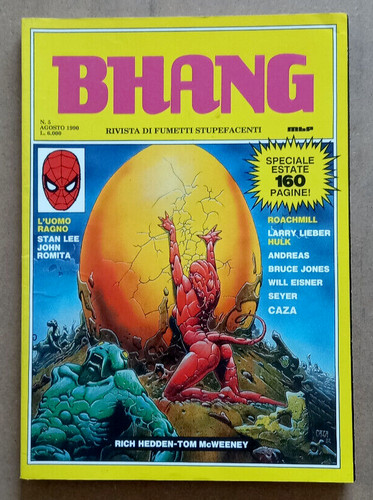 BHANG
N. 5
AGOSTO 1990
L. 6.000
RIVISTA DI FUMETTI STUPEFACENTI
MBP
SPECIALE
ESTATE
160
PAGINE!
L'UOMO
RAGNO
STAN LEE
JOHN
ROMITA
ROACHMILL
LARRY LIEBER
HULK
ANDREAS
BRUCE JONES
WILL EISNER
SEYER
CAZA
RICH HEDDEN-TOM McWEENEY